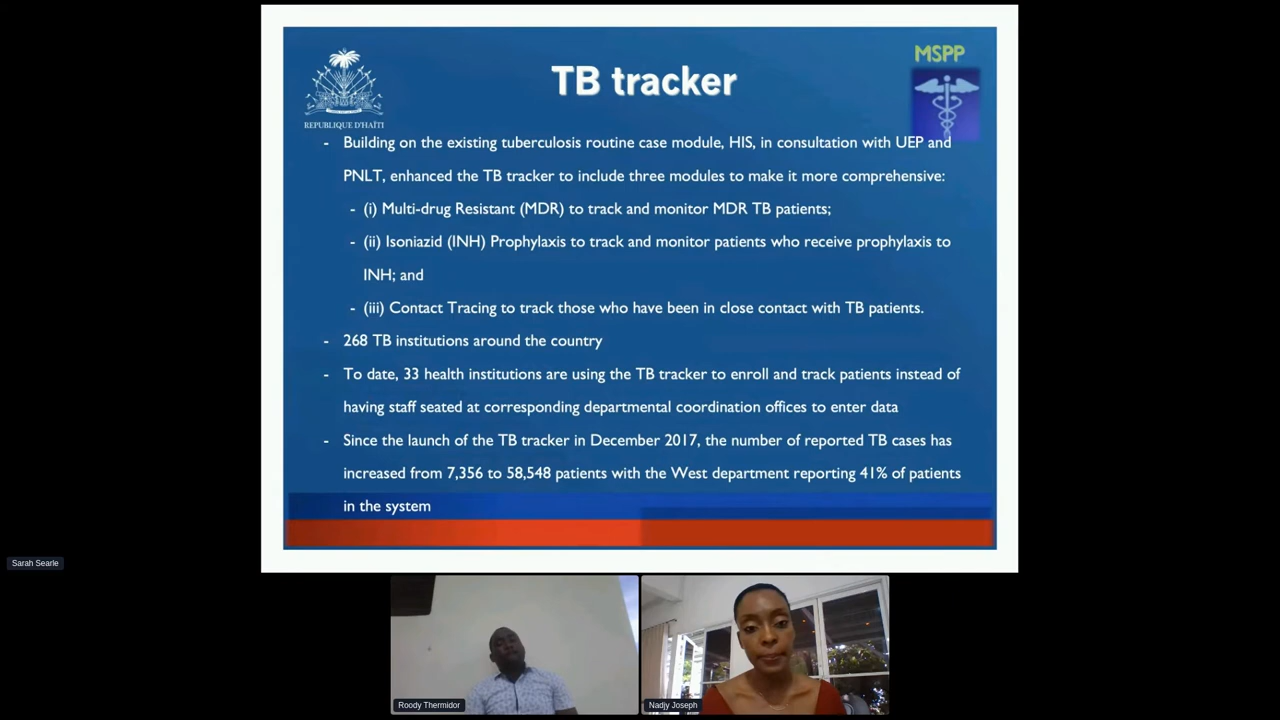 MSPP
TB tracker
REPUBLIQUE D'HAÏTI
- Building on the existing tuberculosis routine case module, HIS, in consultation with UEP and
PNLT, enhanced the TB tracker to include three modules to make it more comprehensive:
- (i) Multi-drug Resistant (MDR) to track and monitor MDR TB patients;
- (ii) Isoniazid (INH) Prophylaxis to track and monitor patients who receive prophylaxis to
INH; and
- (iii) Contact Tracing to track those who have been in close contact with TB patients.
- 268 TB institutions around the country
- To date, 33 health institutions are using the TB tracker to enroll and track patients instead of
having staff seated at corresponding departmental coordination offices to enter data
- Since the launch of the TB tracker in December 2017, the number of reported TB cases has
increased from 7,356 to 58,548 patients with the West department reporting 41% of patients
in the system
Sarah Searle
Roody Thermidor
Nadjy Joseph